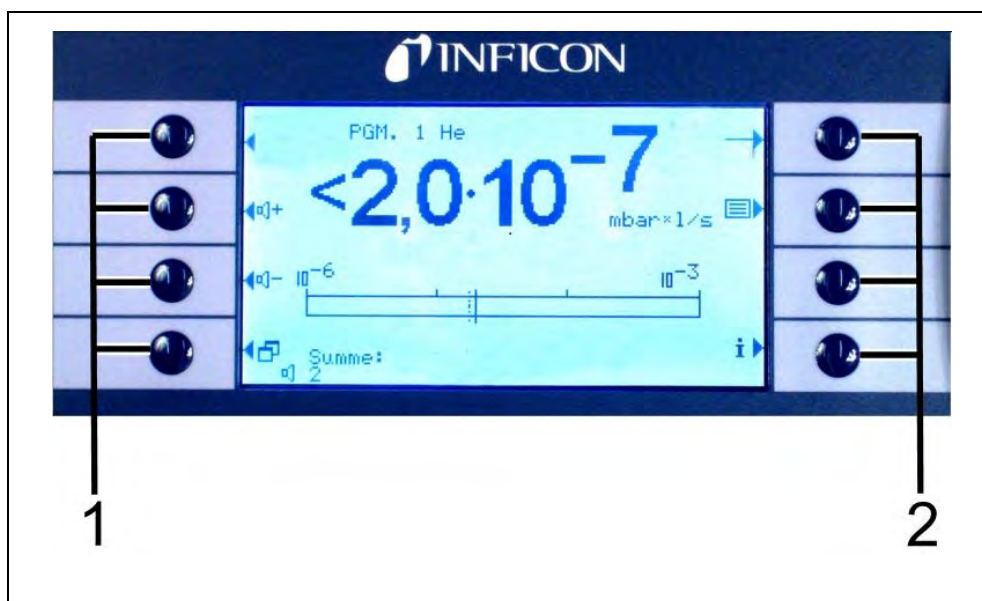 INFICON
PGM. 1 He
<2,0·10⁻⁷
mbar*l/s
+
-
10⁻⁶
10⁻³
Summe:
2
i
1
2